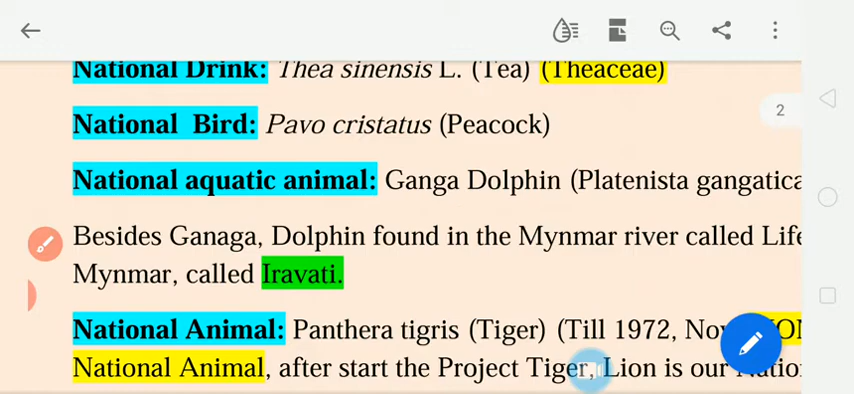 National Drink: Thea sinensis L. (Tea) (Theaceae)
2
National Bird: Pavo cristatus (Peacock)
National aquatic animal: Ganga Dolphin (Platenista gangatica
Besides Ganaga, Dolphin found in the Mynmar river called Life
Mynmar, called Iravati.
National Animal: Panthera tigris (Tiger) (Till 1972,
National Animal, after start the Project Tiger, Lion is our